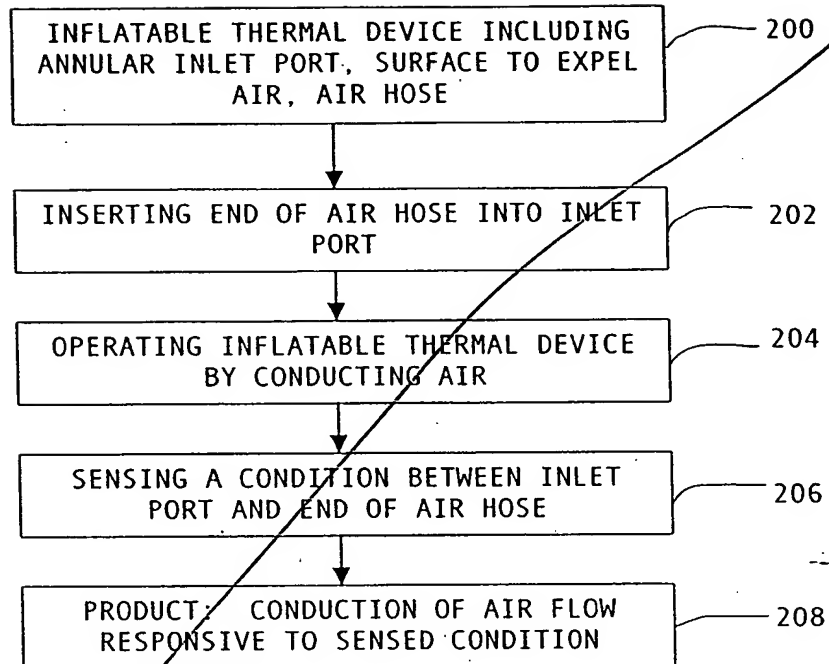 INFLATABLE THERMAL DEVICE INCLUDING
ANNULAR INLET PORT, SURFACE TO EXPEL
AIR, AIR HOSE
200
INSERTING END OF AIR HOSE INTO INLET
PORT
202
OPERATING INFLATABLE THERMAL DEVICE
BY CONDUCTING AIR
204
SENSING A CONDITION BETWEEN INLET
PORT AND END OF AIR HOSE
206
PRODUCT: CONDUCTION OF AIR FLOW
RESPONSIVE TO SENSED CONDITION
208